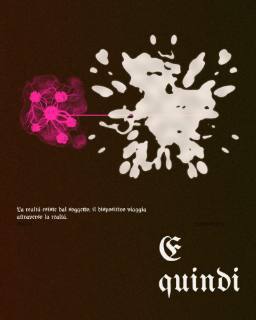 La realtà esiste dal soggetto, il dispositivo viaggia
attraverso la realtà.
E
quindi